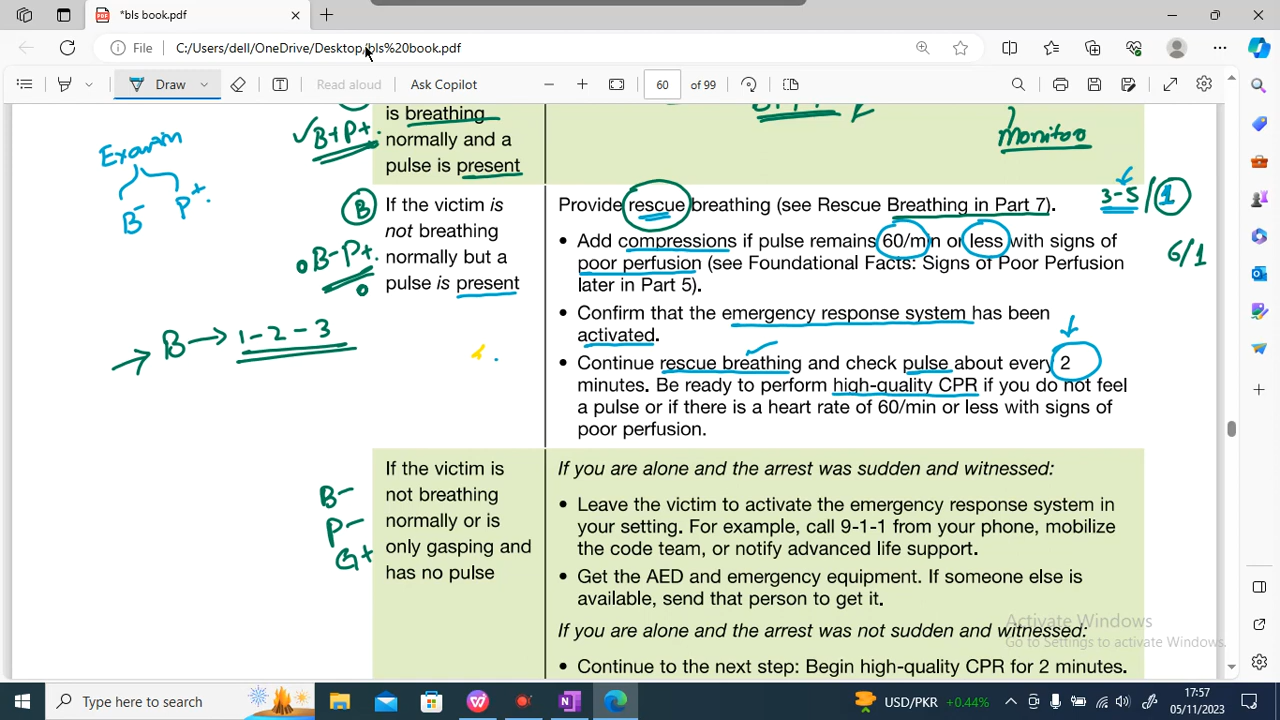 *bls book.pdf
File
C:/Users/dell/OneDrive/Desktop/bls%20book.pdf
Draw
Read aloud
Ask Copilot
60
of 99
Examin
B- P+
B+P+.
is breathing
normally and a
pulse is present
monitoo
B
If the victim is
not breathing
normally but a
pulse is present
B-P+.
B → 1-2-3
Provide rescue breathing (see Rescue Breathing in Part 7).
3-5/1
6/1
• Add compressions if pulse remains 60/min or less with signs of
poor perfusion (see Foundational Facts: Signs of Poor Perfusion
later in Part 5).
• Confirm that the emergency response system has been
activated.
• Continue rescue breathing and check pulse about every 2
minutes. Be ready to perform high-quality CPR if you do not feel
a pulse or if there is a heart rate of 60/min or less with signs of
poor perfusion.
B-
P-
G+
If the victim is
not breathing
normally or is
only gasping and
has no pulse
If you are alone and the arrest was sudden and witnessed:
• Leave the victim to activate the emergency response system in
your setting. For example, call 9-1-1 from your phone, mobilize
the code team, or notify advanced life support.
• Get the AED and emergency equipment. If someone else is
available, send that person to get it.
If you are alone and the arrest was not sudden and witnessed:
• Continue to the next step: Begin high-quality CPR for 2 minutes.
Activate Windows
Go to Settings to activate Windows.
Type here to search
USD/PKR +0.44%
17:57
05/11/2023